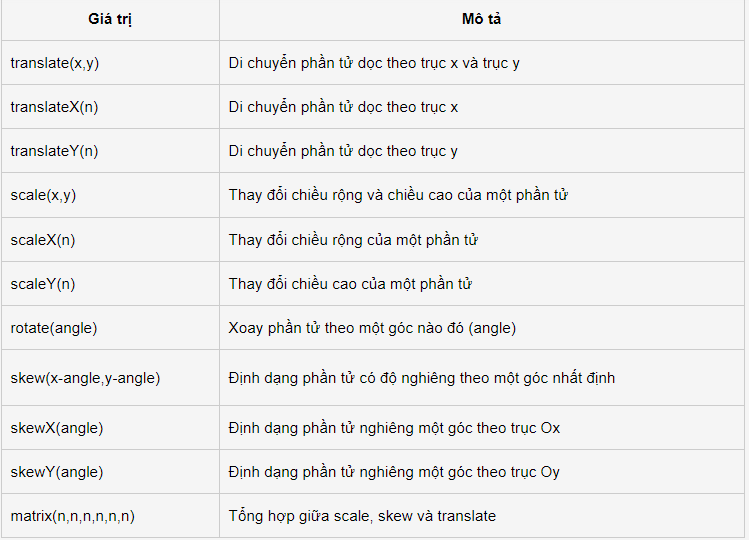 Giá trị Mô tả
translate(x,y) Di chuyển phần tử dọc theo trục x và trục y
translateX(n) Di chuyển phần tử dọc theo trục x
translateY(n) Di chuyển phần tử dọc theo trục y
scale(x,y) Thay đổi chiều rộng và chiều cao của một phần tử
scaleX(n) Thay đổi chiều rộng của một phần tử
scaleY(n) Thay đổi chiều cao của một phần tử
rotate(angle) Xoay phần tử theo một góc nào đó (angle)
skew(x-angle,y-angle) Định dạng phần tử có độ nghiêng theo một góc nhất định
skewX(angle) Định dạng phần tử nghiêng một góc theo trục Ox
skewY(angle) Định dạng phần tử nghiêng một góc theo trục Oy
matrix(n,n,n,n,n,n) Tổng hợp giữa scale, skew và translate